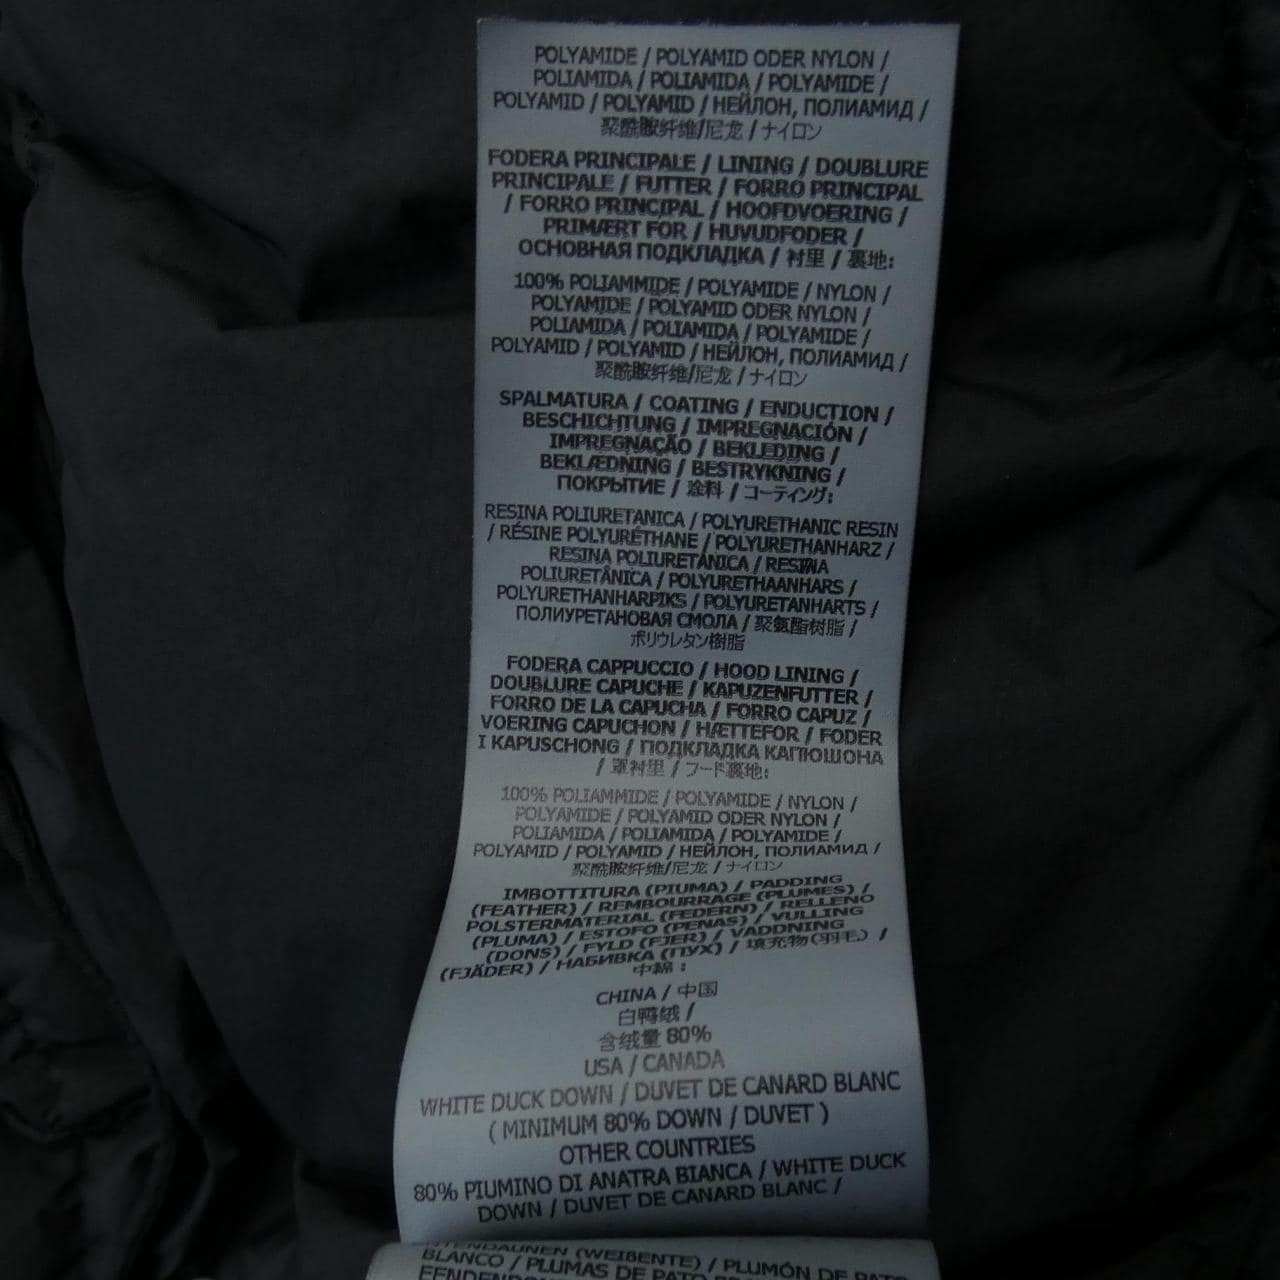 POLYAMIDE / POLYAMID ODER NYLON /
POLIAMIDA / POLIAMIDA / POLYAMIDE /
POLYAMID / POLYAMID / НЕЙЛОН, ПОЛИАМИД /
聚酰胺纤维/尼龙 / ナイロン
FODERA PRINCIPALE / LINING / DOUBLURE
PRINCIPALE / FUTTER / FORRO PRINCIPAL
/ FORRO PRINCIPAL / HOOFDVOERING /
PRIMÆRT FOR / HUVUDFODER /
ОСНОВНАЯ ПОДКЛАДКА / 衬里 / 裏地:
100% POLIAMMIDE / POLYAMIDE / NYLON /
POLYAMIDE / POLYAMID ODER NYLON /
POLIAMIDA / POLIAMIDA / POLYAMIDE /
POLYAMID / POLYAMID / НЕЙЛОН, ПОЛИАМИД /
聚酰胺纤维/尼龙 / ナイロン
SPALMATURA / COATING / ENDUCTION /
BESCHICHTUNG / IMPREGNACIÓN /
IMPREGNAÇÃO / BEKLEDING /
BEKLÆDNING / BESTRYKNING /
ПОКРЫТИЕ / 涂料 / コーティング:
RESINA POLIURETANICA / POLYURETHANIC RESIN
/ RÉSINE POLYURÉTHANE / POLYURETHANHARZ /
RESINA POLIURETÂNICA / RESINA
POLIURETÂNICA / POLYURETHAANHARS /
POLYURETHANHARPIKS / POLYURETANHARTS /
ПОЛИУРЕТАНОВАЯ СМОЛА / 聚氨酯树脂 /
ポリウレタン樹脂
FODERA CAPPUCCIO / HOOD LINING /
DOUBLURE CAPUCHE / KAPUZENFUTTER /
FORRO DE LA CAPUCHA / FORRO CAPUZ /
VOERING CAPUCHON / HÆTTEFOR / FODER
I KAPUSCHONG / ПОДКЛАДКА КАПЮШОНА
/ 罩衬里 / フード裏地:
100% POLIAMMIDE / POLYAMIDE / NYLON /
POLYAMIDE / POLYAMID ODER NYLON /
POLIAMIDA / POLIAMIDA / POLYAMIDE /
POLYAMID / POLYAMID / НЕЙЛОН, ПОЛИАМИД /
聚酰胺纤维/尼龙 / ナイロン
IMBOTTITURA (PIUMA) / PADDING
(FEATHER) / REMBOURRAGE (PLUMES) /
POLSTERMATERIAL (FEDERN) / RELLENO
(PLUMA) / ESTOFO (PENAS) / VULLING
(DONS) / FYLD (FJER) / VADDNING
(FJÄDER) / НАБИВКА (ПУХ) / 填充物(羽毛) /
中綿:
CHINA / 中国
白鸭绒 /
含绒量 80%
USA / CANADA
WHITE DUCK DOWN / DUVET DE CANARD BLANC
( MINIMUM 80% DOWN / DUVET )
OTHER COUNTRIES
80% PIUMINO DI ANATRA BIANCA / WHITE DUCK
DOWN / DUVET DE CANARD BLANC /
(WEIßENTE) / PLUMÓN DE PATO
BLANCO / PLUMAS DE PATO